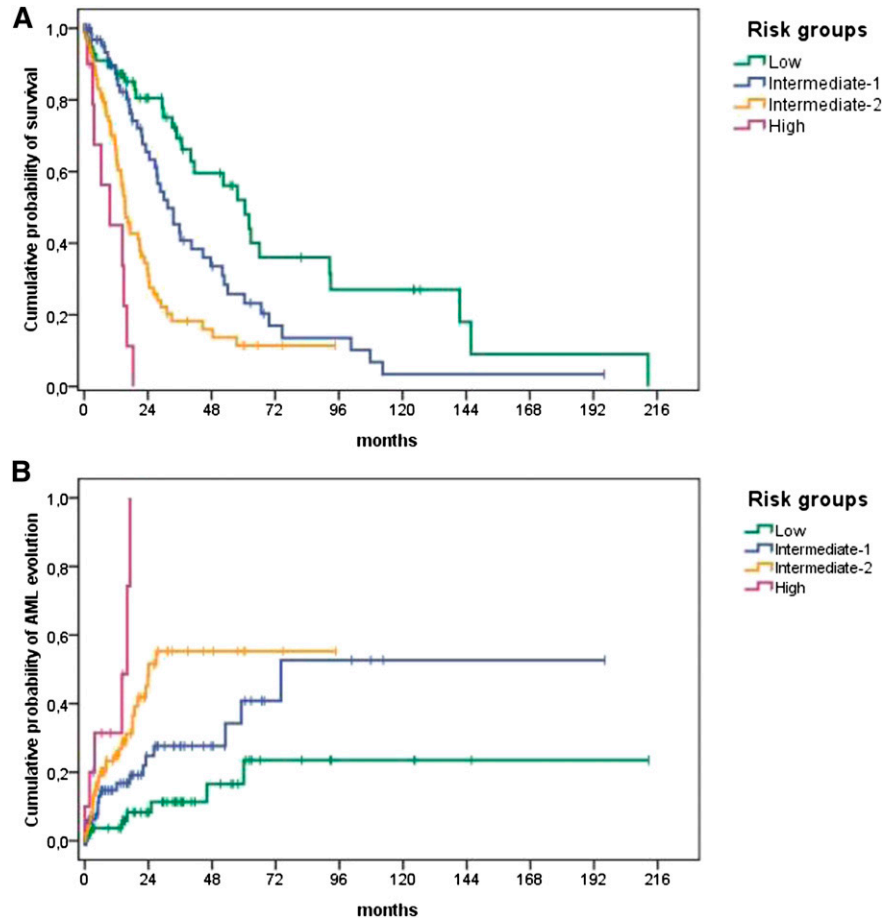 A
Cumulative probability of survival
1,0
0,8
0,6
0,4
0,2
0,0
0 24 48 72 96 120 144 168 192 216
months
Risk groups
Low
Intermediate-1
Intermediate-2
High
B
Cumulative probability of AML evolution
1,0
0,8
0,6
0,4
0,2
0,0
0 24 48 72 96 120 144 168 192 216
months
Risk groups
Low
Intermediate-1
Intermediate-2
High